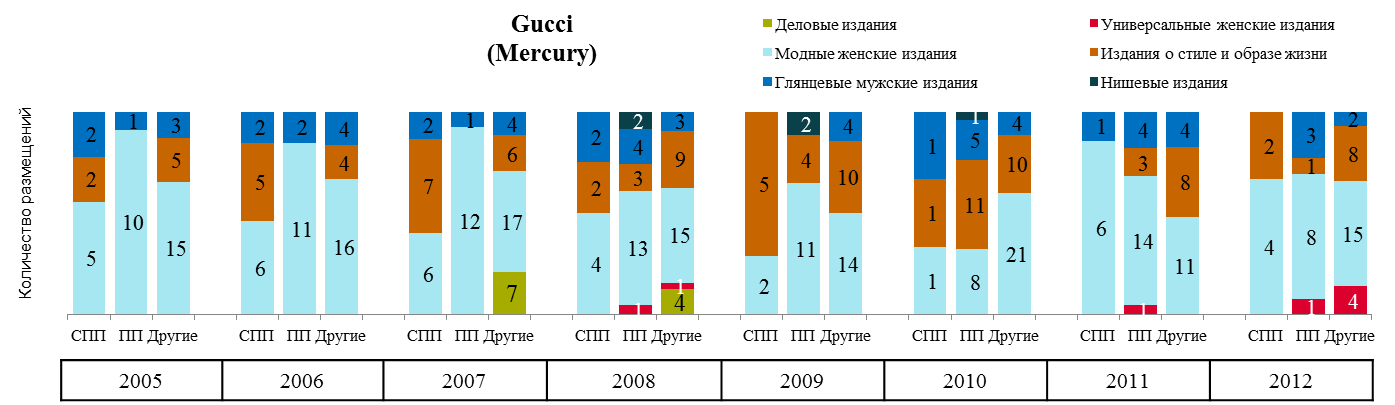 Gucci
(Mercury)
Деловые издания
Универсальные женские издания
Модные женские издания
Издания о стиле и образе жизни
Глянцевые мужские издания
Нишевые издания
Количество размещений
2 1 3 2 2 4 2 1 4 2 2 3 2 4 1 1 4 1 4 4 3 2
4 5 4
2 5 5 4 7 6 2 3 9 5 4 10 1 11 10 3 8 2 1 8
5 10 15 6 11 16 6 12 17 4 13 15 2 11 14 1 8 21 6 14 11 4 8 15
7 1 1 1 1 4
4
СПП ПП Другие СПП ПП Другие СПП ПП Другие СПП ПП Другие СПП ПП Другие СПП ПП Другие СПП ПП Другие СПП ПП Другие
2005 2006 2007 2008 2009 2010 2011 2012